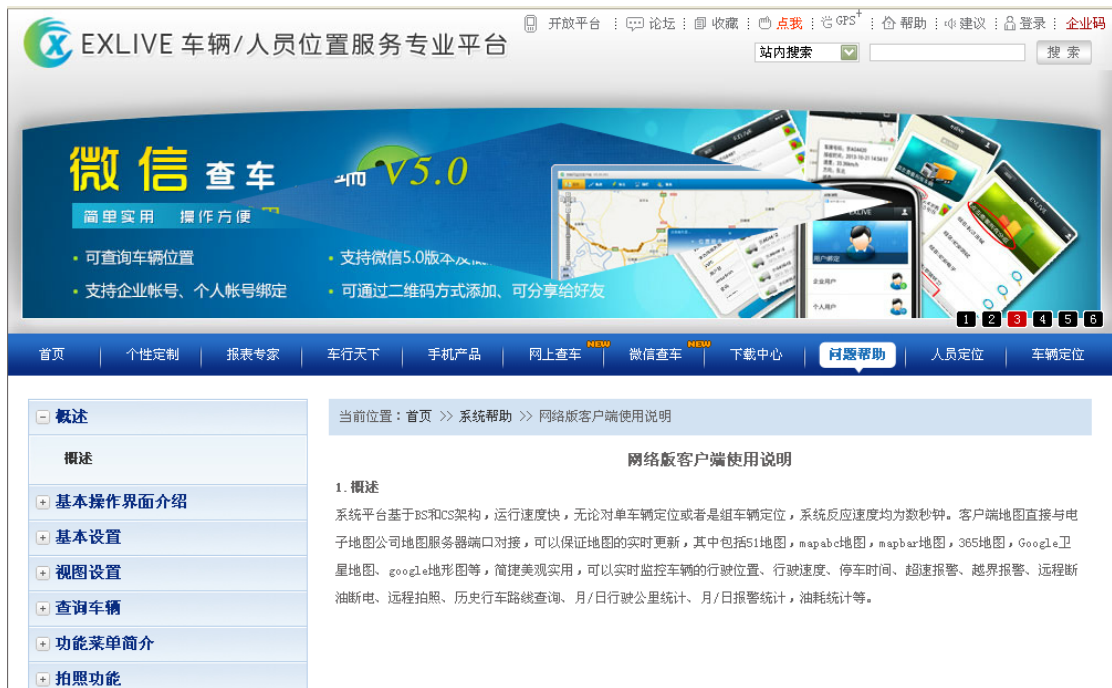 开放平台 论坛 收藏 点我 GPS+ 帮助 建议 登录 企业码
EXLIVE 车辆/人员位置服务专业平台
站内搜索 搜 索
微信查车 端 V5.0
简单实用 操作方便
· 可查询车辆位置 · 支持微信5.0版本及
· 支持企业帐号、个人帐号绑定 · 可通过二维码方式添加、可分享给好友
EXLIVE
用户绑定
企业用户
个人用户
1 2 3 4 5 6
首页 个性定制 报表专家 车行天下 手机产品 网上查车 NEW 微信查车 NEW 下载中心 问题帮助 人员定位 车辆定位
概述
当前位置：首页 >> 系统帮助 >> 网络版客户端使用说明
概述
网络版客户端使用说明
基本操作界面介绍
基本设置
视图设置
查询车辆
功能菜单简介
拍照功能
1.概述
系统平台基于BS和CS架构，运行速度快，无论对单车辆定位或者是组车辆定位，系统反应速度均为数秒钟。客户端地图直接与电
子地图公司地图服务器端口对接，可以保证地图的实时更新，其中包括51地图，mapabc地图，mapbar地图，365地图，Google卫
星地图、google地形图等，简捷美观实用，可以实时监控车辆的行驶位置、行驶速度、停车时间、超速报警、越界报警、远程断
油断电、远程拍照、历史行车路线查询、月/日行驶公里统计、月/日报警统计，油耗统计等。